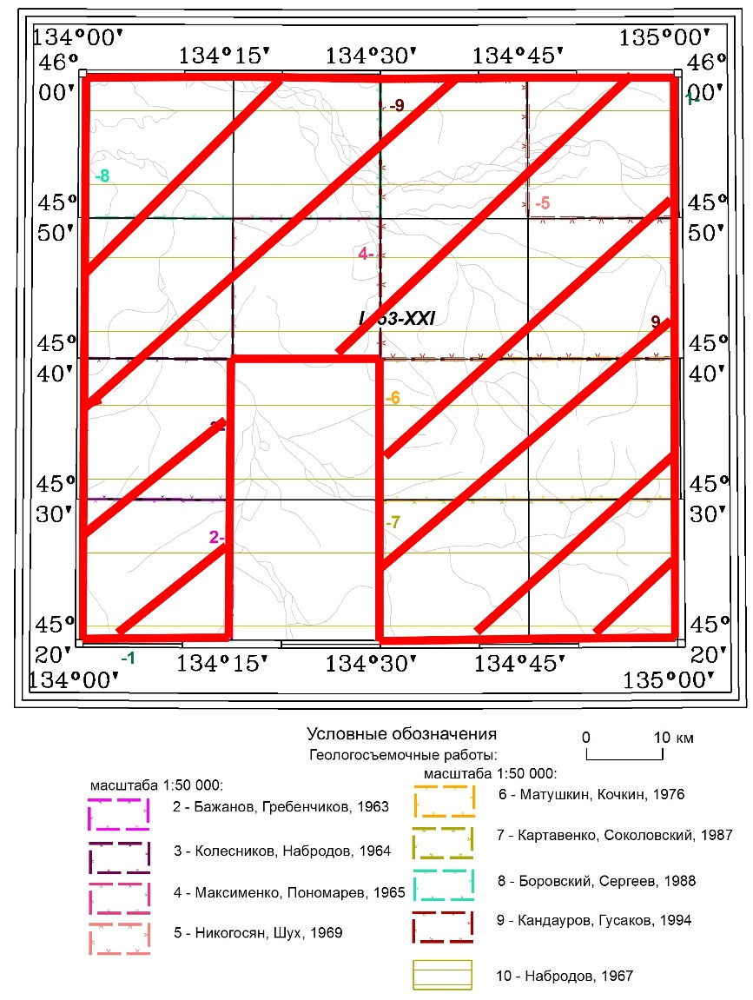 134°00' 135°00'
134°15' 134°30' 134°45'
46° 46°
00' 00'
1-
-9
-8
45° -5 45°
50' 50'
4-
-53-XXI
9
45° 45°
40' 40'
-6
45° 45°
30' -7 30'
2-
45° 45°
20' -1 134°15' 134°30' 134°45' 20'
134°00' 135°00'
Условные обозначения
Геологосъемочные работы:
0 10 км
масштаба 1:50 000: масштаба 1:50 000:
2 - Бажанов, Гребенчиков, 1963
3 - Колесников, Набродов, 1964
4 - Максименко, Пономарев, 1965
5 - Никогосян, Шух, 1969
6 - Матушкин, Кочкин, 1976
7 - Картавенко, Соколовский, 1987
8 - Боровский, Сергеев, 1988
9 - Кандауров, Гусаков, 1994
10 - Набродов, 1967